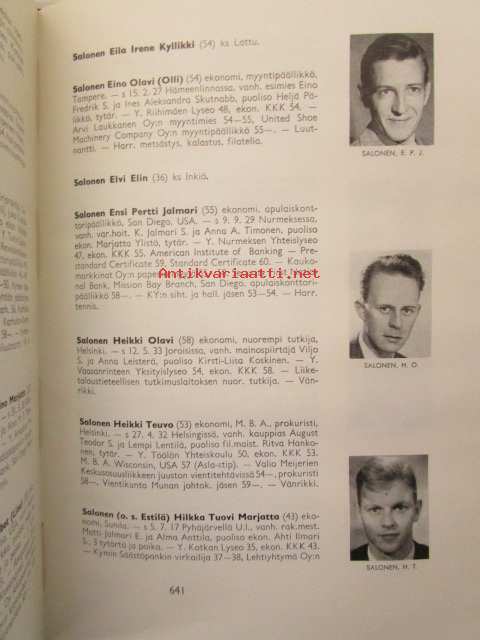 Salonen Eila Irene Kyllikki (54) ks Lottu.
Salonen Eino Olavi (Olli) (54) ekonomi, myyntipäällikkö,
Tampere. — s 15. 2. 27 Hämeenlinnassa, vanh. esimies Eino
Fredrik S. ja Ines Aleksandra Skutnabb, puoliso Helja Pä-
likkö, tytär. — Y. Riihimäen Lyseo 48, ekon. KKK 54. —
Arvi Laukkanen Oy:n myyntimies 54—55, United Shoe
Machinery Company Oy:n myyntipäällikkö 55—. — Luut-
nantti. — Harr. metsästys, kalastus, filatelia.
Salonen Elvi Elin (36) ks Inkiö.
Salonen Ensi Pertti Jalmari (55) ekonomi, apulaiskont-
toripäällikkö, San Diego, USA. — s 9. 9. 29 Nurmeksessa,
vanh. var.hoit. K. Jalmari S. ja Anna A. Timonen, puoliso
ekon. Marjatta Ylistö, tytär. — Y. Nurmeksen Yhteislyseo
47, ekon. KKK 55. American Institute of Banking — Pre-
standard Certificate 59, Standard Certificate 60. — Kauko-
markkinat Oy:n
nal Bank, Mission Bay Branch, San Diego, apulaiskonttori-
päällikkö 58—. — KY:n siht. ja hall. jäsen 53—54. — Harr.
tennis.
Antikvariaatti.net
Salonen Heikki Olavi (58) ekonomi, nuorempi tutkija,
Helsinki. — s 12. 5. 33 Joroisissa, vanh. mainospiirtäjä Viljo
S. ja Anna Leisterä, puoliso Kirsti-Liisa Koskinen. — Y.
Vaasanrinteen Yksityislyseo 54, ekon. KKK 58. — Liike-
taloustieteellisen tutkimuslaitoksen nuor. tutkija. — Vän-
rikki.
Salonen Heikki Teuvo (53) ekonomi, M. B. A., prokuristi,
Helsinki. — s 27. 4. 32 Helsingissä, vanh. kauppias August
Teodor S. ja Lempi Lentilä, puoliso fil.maist. Ritva Hanko-
nen, tytär. — Y. Töölön Yhteiskoulu 50, ekon. KKK 53.
M. B. A. Wisconsin, USA 57 (Asla-stip). — Valio Meijerien
Keskusosuusliikkeen juuston vientitehtävissä 54—, prokuristi
58—, Vientikunta Munan johtok. jäsen 59—. — Vänrikki.
Salonen (o. s. Estilä) Hilkka Tuovi Marjatta (43) eko-
nomi, Sunila. — s 5. 7. 17 Pyhäjärvellä U.l., vanh. rak.mest.
Matti Jalmari E. ja Alma Anttila, puoliso ekon. Ahti Ilmari
S., 3 tytärtä ja poika. — Y. Kotkan Lyseo 35, ekon. KKK 43.
— Kymin Säästöpankin virkailija 37—38, Lehtiyhtymä Oy:n
641
SALONEN, E. P. J.
SALONEN, H. O.
SALONEN, H. T.